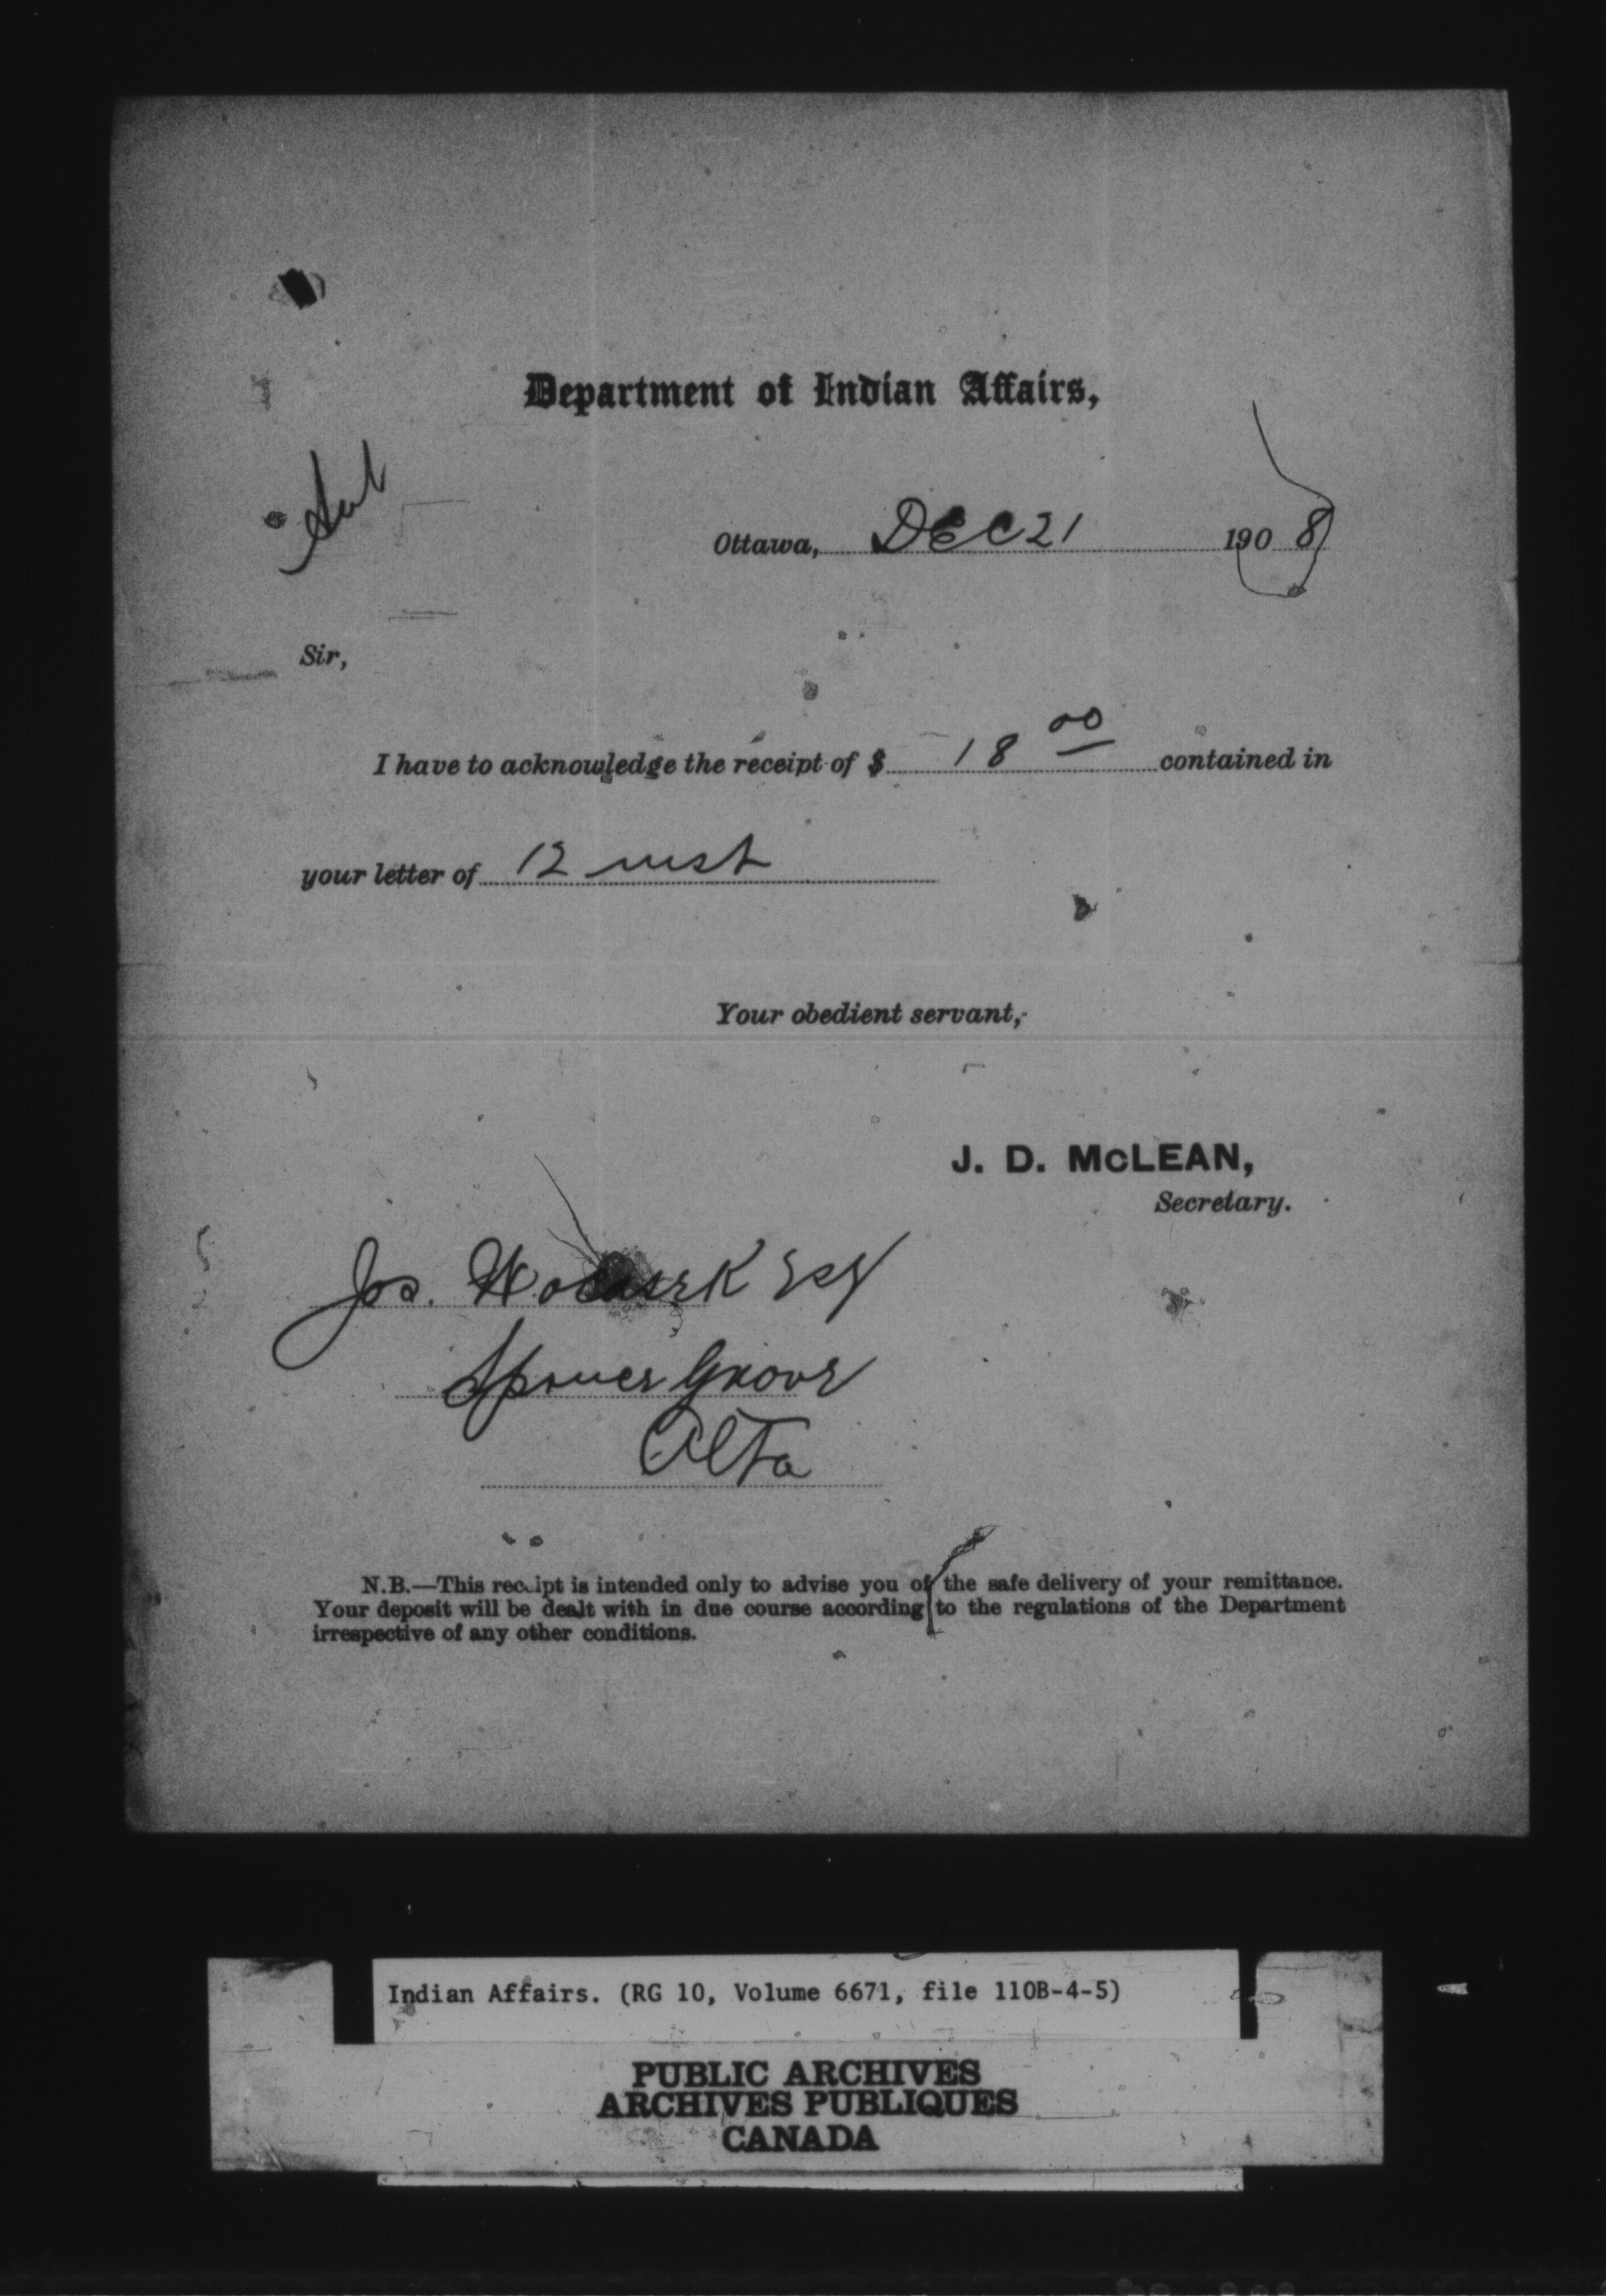 Department of Indian Affairs,
Ottawa, DEC 21 1908
Sir,
I have to acknowledge the receipt of $ 18 00 contained in
your letter of 12 inst
Your obedient servant,
J. D. McLEAN,
Secretary.
Jos. Esq
Spruce Grove
Alta
N.B.—This receipt is intended only to advise you of the safe delivery of your remittance.
Your deposit will be dealt with in due course according to the regulations of the Department
irrespective of any other conditions.
Indian Affairs. (RG 10, Volume 6671, file 110B-4-5)
PUBLIC ARCHIVES
ARCHIVES PUBLIQUES
CANADA